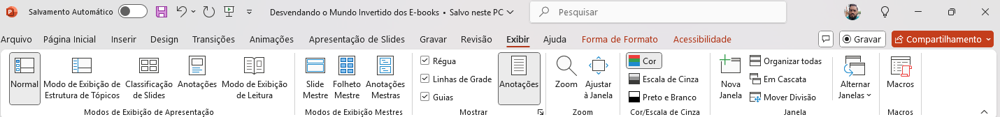 Salvamento Automático
Desvendando o Mundo Invertido dos E-books • Salvo neste PC
Pesquisar
Arquivo Página Inicial Inserir Design Transições Animações Apresentação de Slides Gravar Revisão Exibir Ajuda Forma de Formato Acessibilidade Gravar Compartilhamento
Normal
Modo de Exibição de
Estrutura de Tópicos
Classificação
de Slides
Anotações
Modo de Exibição
de Leitura
Modos de Exibição de Apresentação
Slide
Mestre
Folheto
Mestre
Anotações
Mestras
Modos de Exibição Mestres
Régua
Linhas de Grade
Guias
Anotações
Mostrar
Zoom
Ajustar
à Janela
Zoom
Cor
Escala de Cinza
Preto e Branco
Cor/Escala de Cinza
Nova
Janela
Organizar todas
Em Cascata
Mover Divisão
Alternar
Janelas
Janela
Macros
Macros